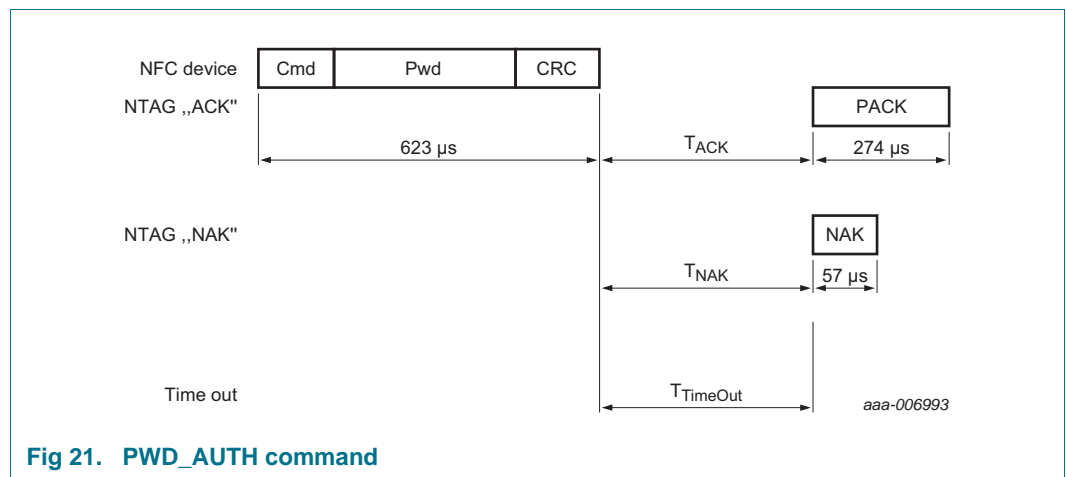 NFC device Cmd Pwd CRC
NTAG ,,ACK" PACK
623 µs TACK 274 µs
NTAG ,,NAK" NAK
TNAK 57 µs
Time out TTimeOut aaa-006993
Fig 21. PWD_AUTH command